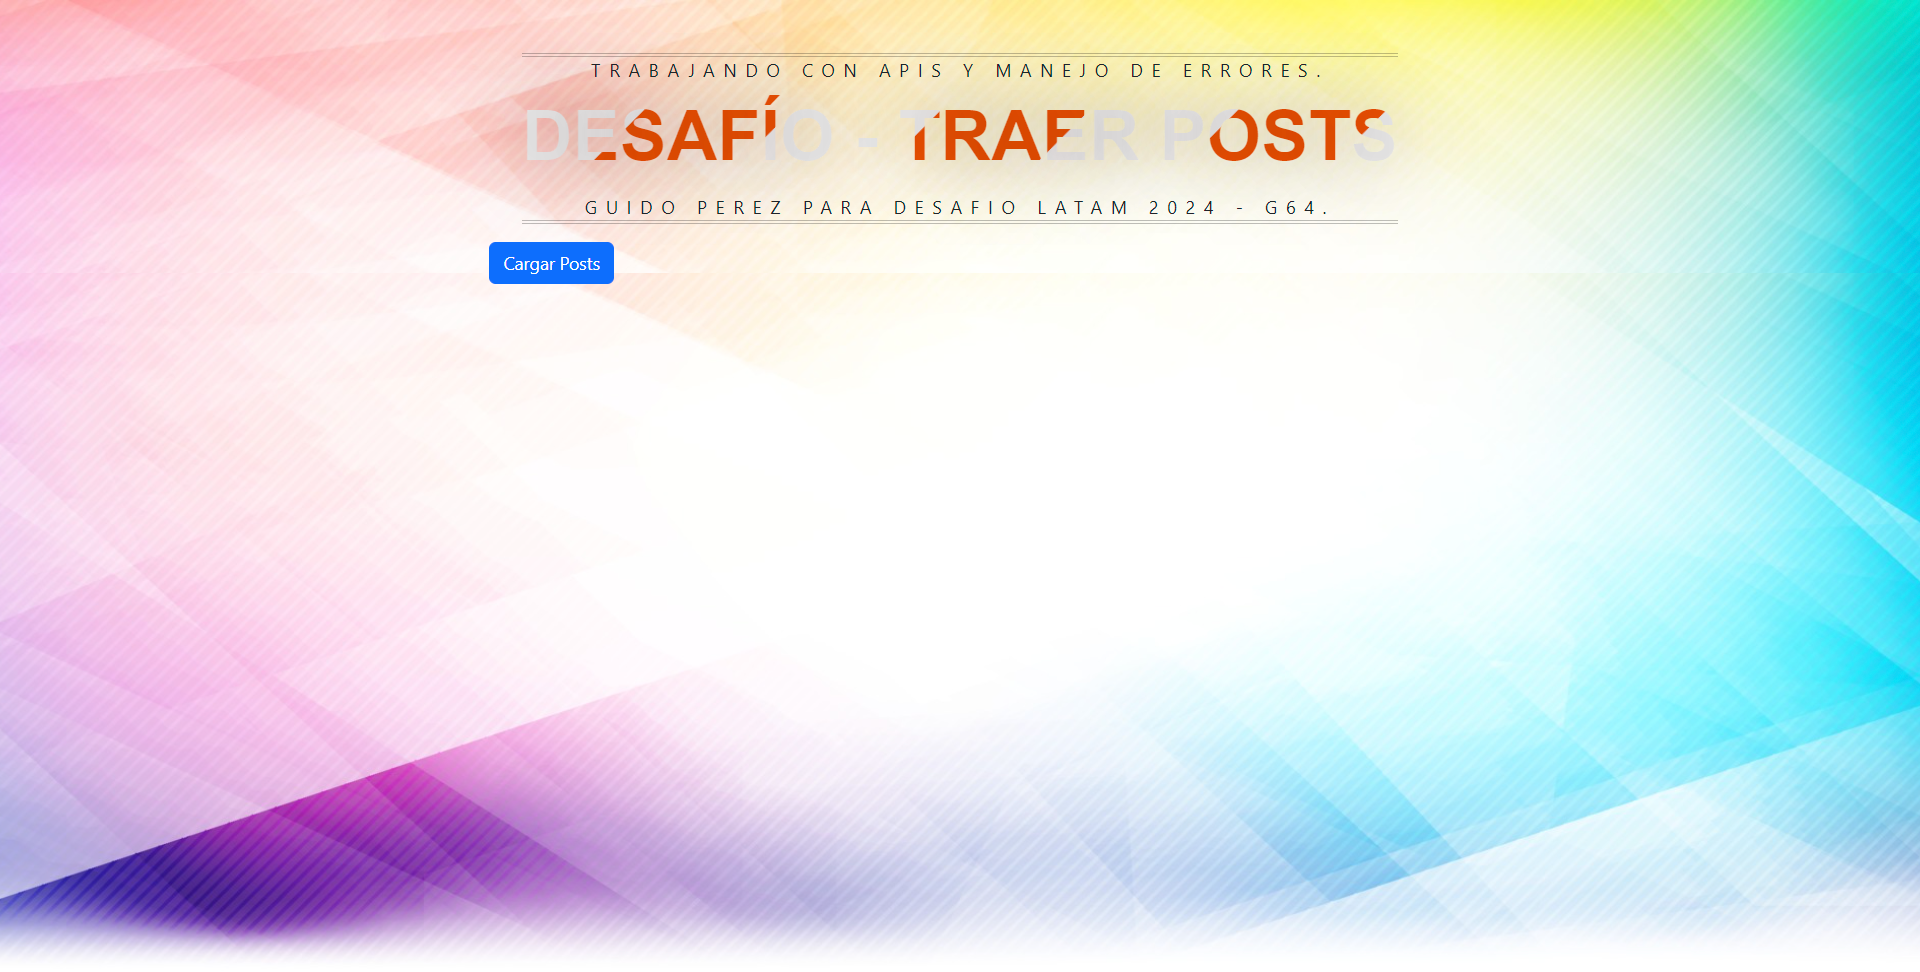 TRABAJANDO CON APIS Y MANEJO DE ERRORES.
DESAFÍO - TRAER POSTS
GUIDO PEREZ PARA DESAFIO LATAM 2024 - G64.
Cargar Posts